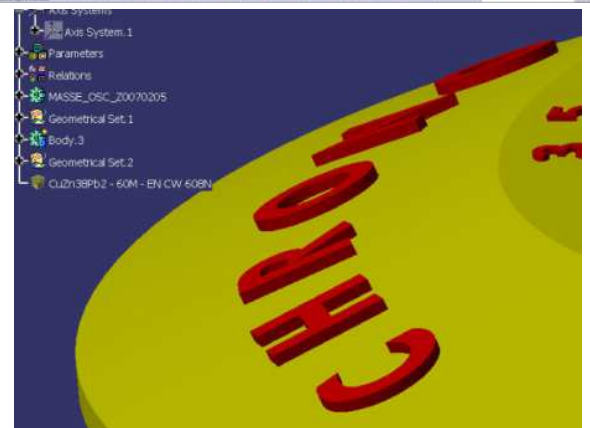 Axis Systems
Axis System.1
Parameters
Relations
MASSE_OSC_Z0070205
Geometrical Set.1
Body.3
Geometrical Set.2
CuZn38Pb2 - 60M - EN CW 608N
CHRO
35